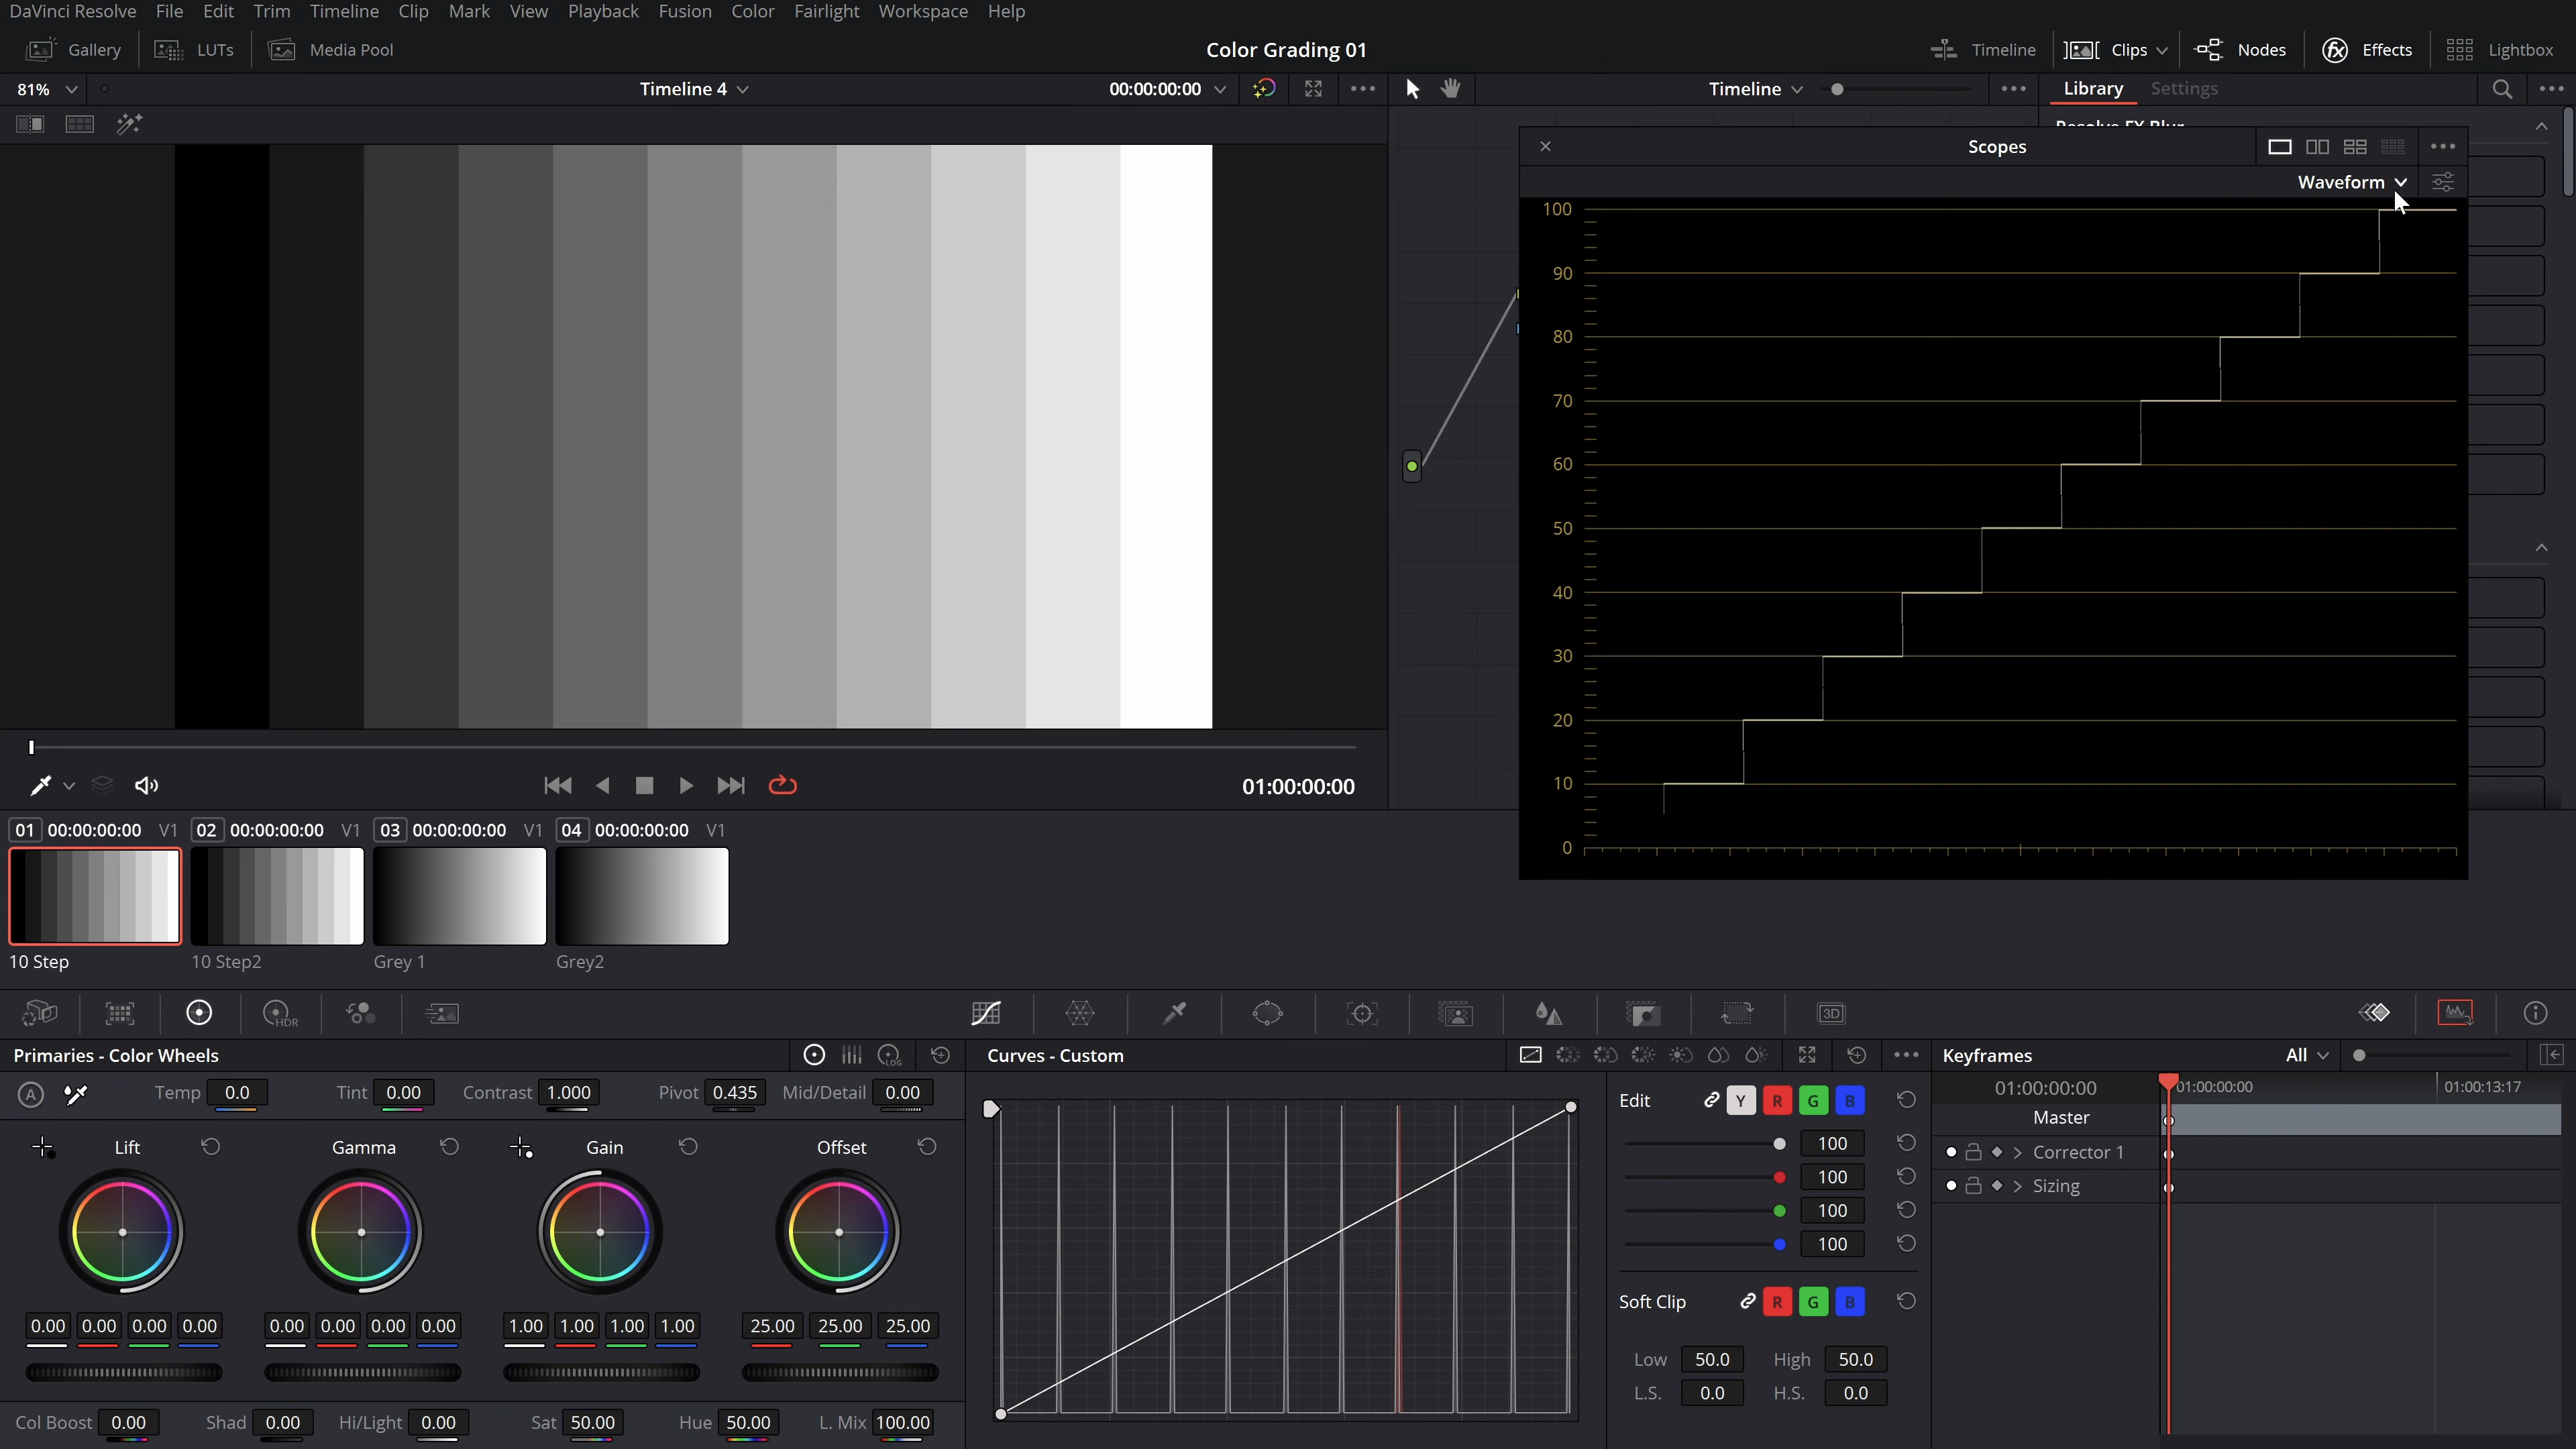 DaVinci Resolve File Edit Trim Timeline Clip Mark View Playback Fusion Color Fairlight Workspace Help
Gallery LUTs Media Pool Color Grading 01 Timeline Clips Nodes Effects Lightbox
81% Timeline 4 00:00:00:00 Timeline Library Settings
Scopes
Waveform
100
90
80
70
60
50
40
30
20
10
0
01:00:00:00
01 00:00:00:00 V1 02 00:00:00:00 V1 03 00:00:00:00 V1 04 00:00:00:00 V1
10 Step 10 Step2 Grey 1 Grey2
HDR 3D
Primaries - Color Wheels LOG Curves - Custom Keyframes All
A Temp 0.0 Tint 0.00 Contrast 1.000 Pivot 0.435 Mid/Detail 0.00
Lift Gamma Gain Offset
0.00 0.00 0.00 0.00 0.00 0.00 0.00 0.00 1.00 1.00 1.00 1.00 25.00 25.00 25.00
Col Boost 0.00 Shad 0.00 Hi/Light 0.00 Sat 50.00 Hue 50.00 L. Mix 100.00
Edit Y R G B
100
100
100
100
Soft Clip R G B
Low 50.0 High 50.0
L.S. 0.0 H.S. 0.0
01:00:00:00 01:00:00:00 01:00:13:17
Master
Corrector 1
Sizing